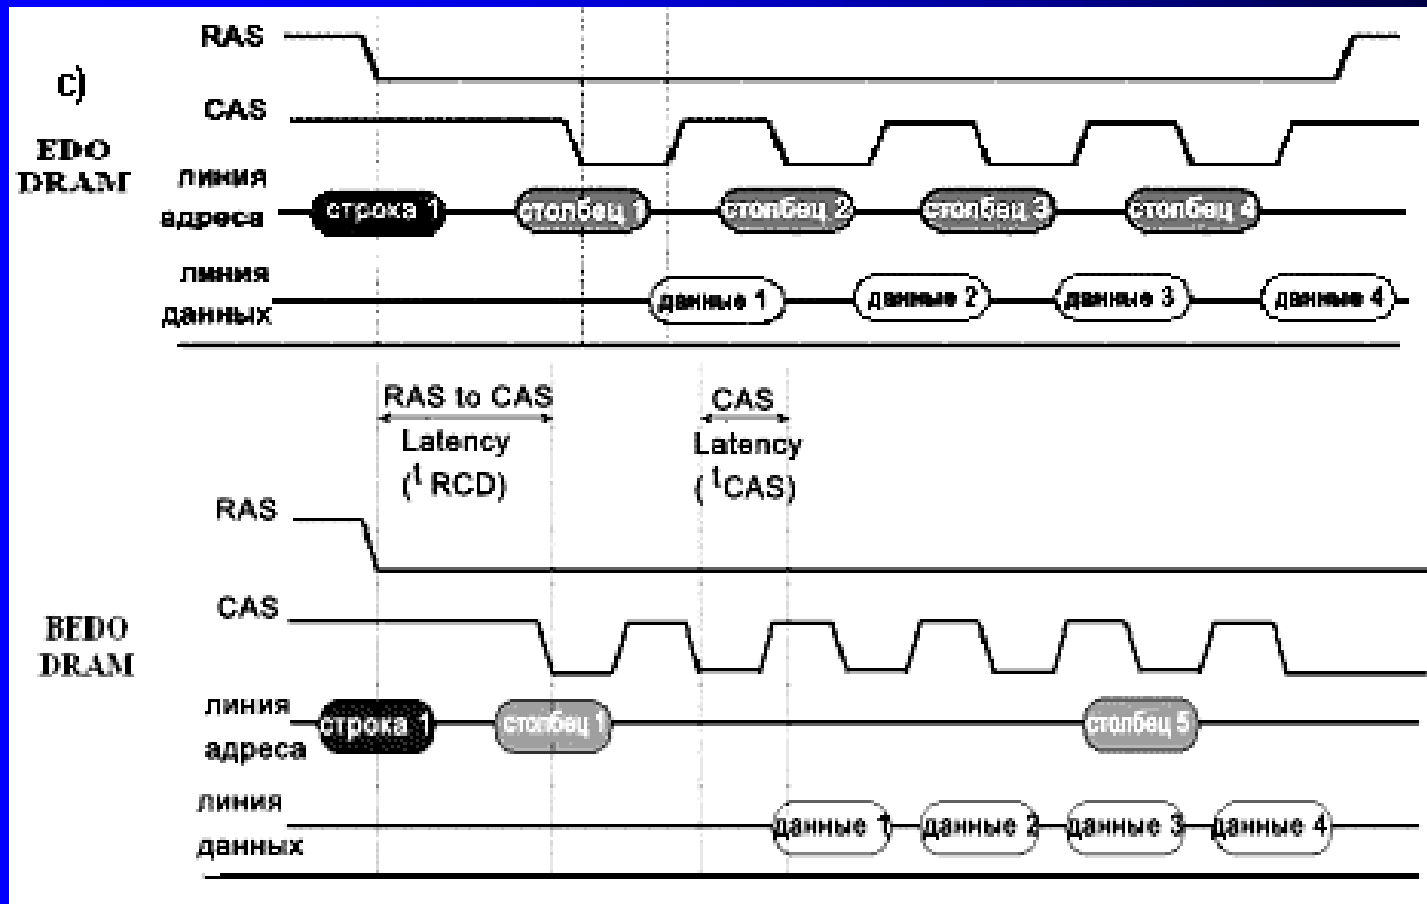 RAS
c)
CAS
EDO
DRAM
линия
адреса
строка 1
столбец 1
столбец 2
столбец 3
столбец 4
линия
данных
данные 1
данные 2
данные 3
данные 4
RAS to CAS
Latency
(t RCD)
CAS
Latency
(tCAS)
RAS
CAS
BEDO
DRAM
линия
адреса
строка 1
столбец 1
столбец 5
линия
данных
данные 1
данные 2
данные 3
данные 4